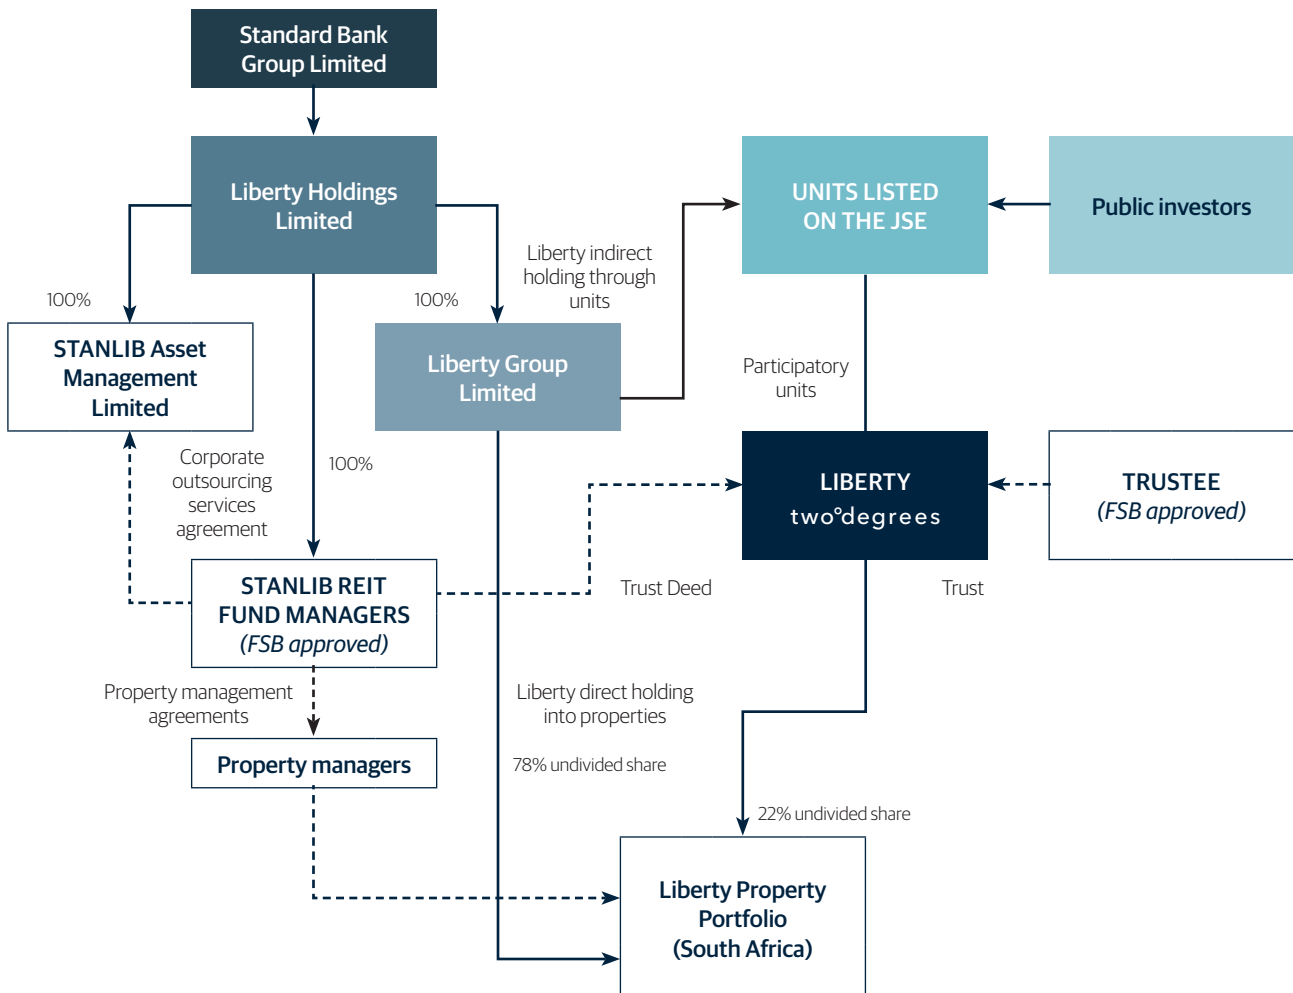 Standard Bank
Group Limited
Liberty Holdings
Limited
UNITS LISTED
ON THE JSE
Public investors
Liberty indirect
holding through
units
100%
100%
STANLIB Asset
Management
Limited
Liberty Group
Limited
Participatory
units
Corporate
outsourcing
services
agreement
100%
LIBERTY
two°degrees
TRUSTEE
(FSB approved)
STANLIB REIT
FUND MANAGERS
(FSB approved)
Trust Deed
Trust
Property management
agreements
Liberty direct holding
into properties
Property managers
78% undivided share
22% undivided share
Liberty Property
Portfolio
(South Africa)